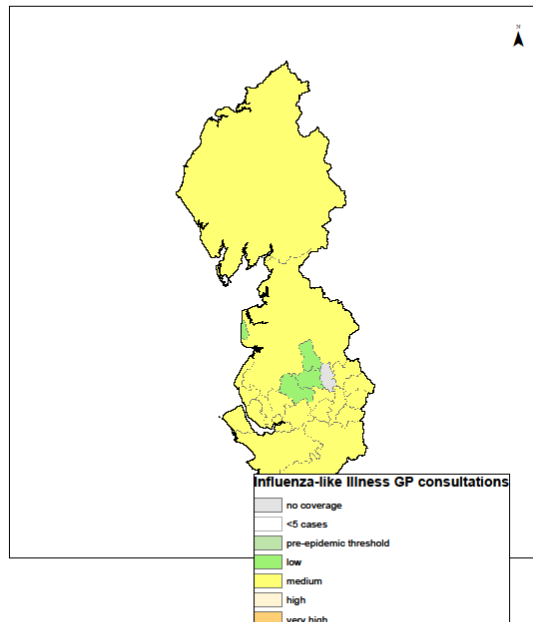 N
Influenza-like Illness GP consultations
no coverage
<5 cases
pre-epidemic threshold
low
medium
high
very high